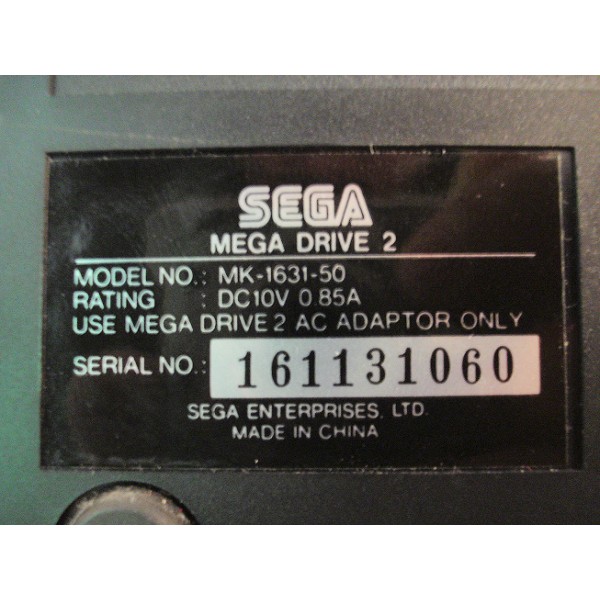 SEGA
MEGA DRIVE 2
MODEL NO.: MK-1631-50
RATING : DC10V 0.85A
USE MEGA DRIVE 2 AC ADAPTOR ONLY
SERIAL NO.: 161131060
SEGA ENTERPRISES, LTD.
MADE IN CHINA